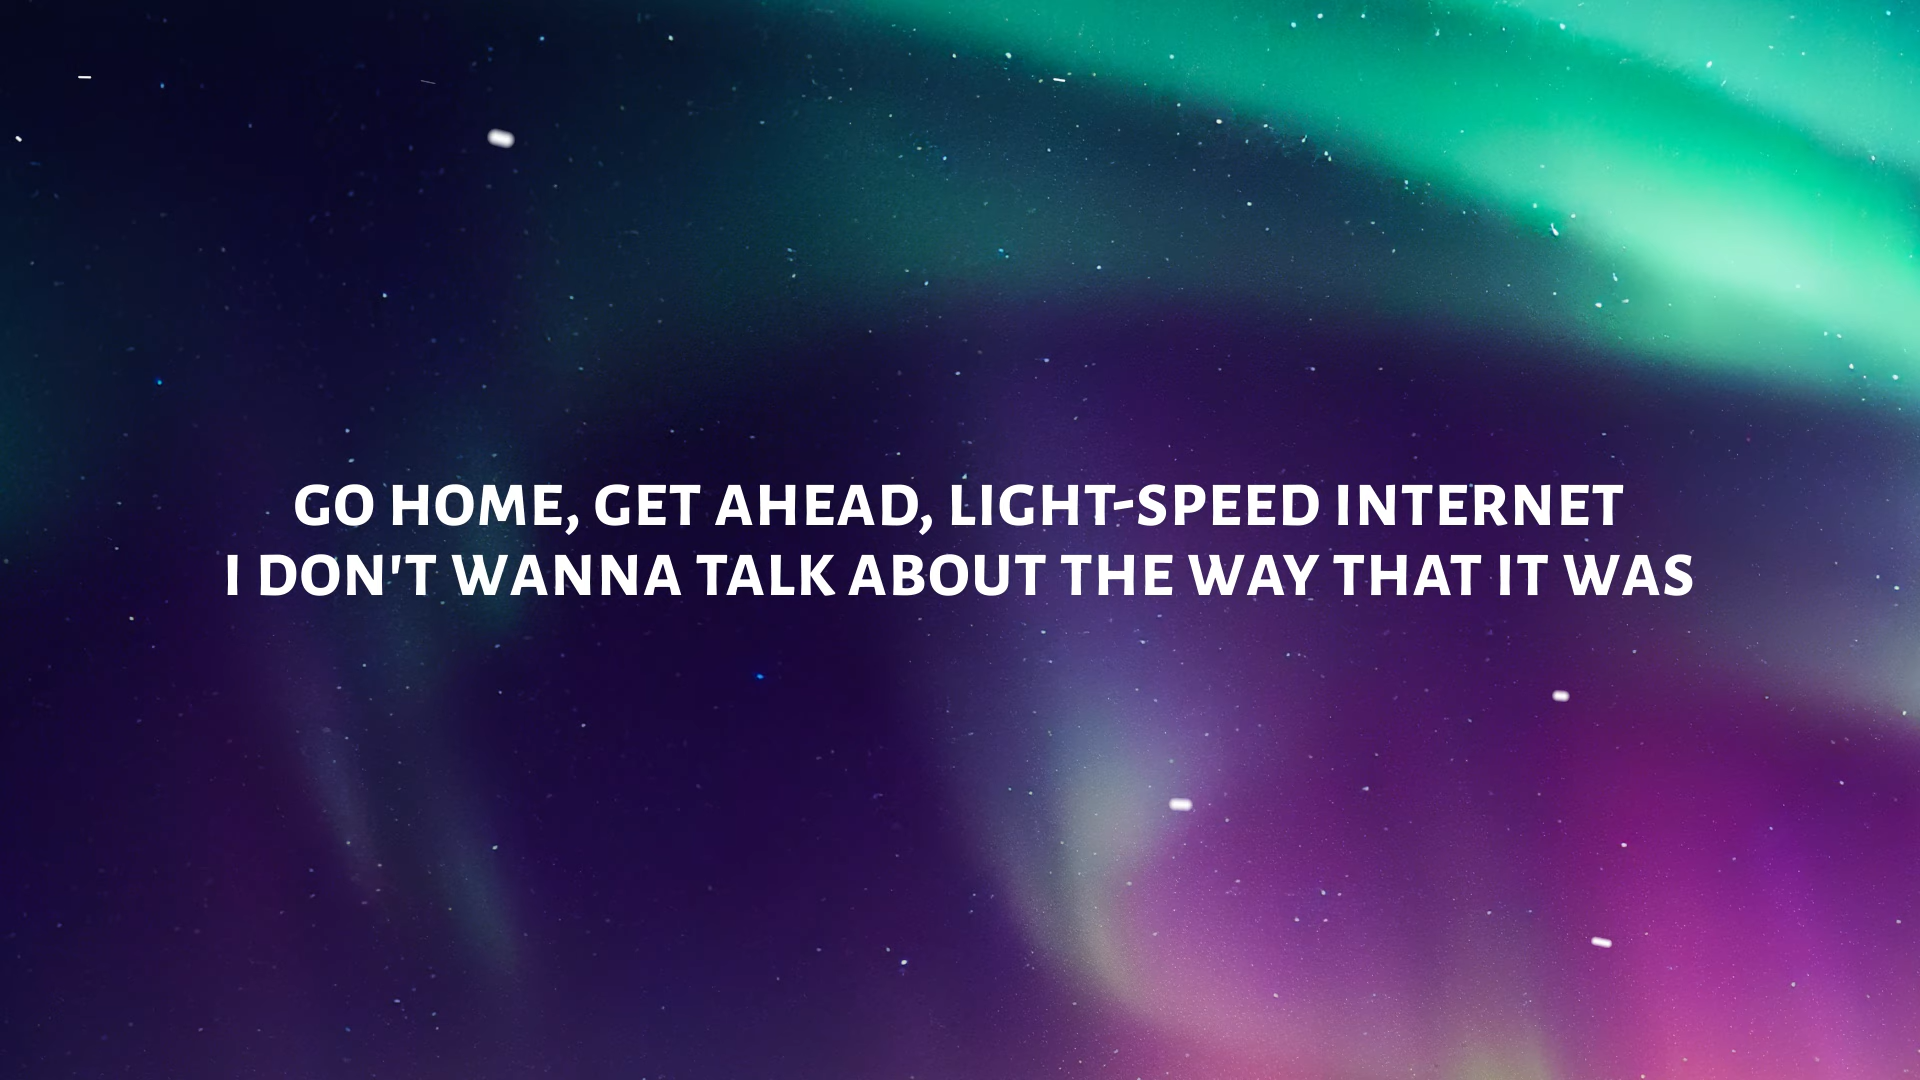 GO HOME, GET AHEAD, LIGHT-SPEED INTERNET
I DON'T WANNA TALK ABOUT THE WAY THAT IT WAS